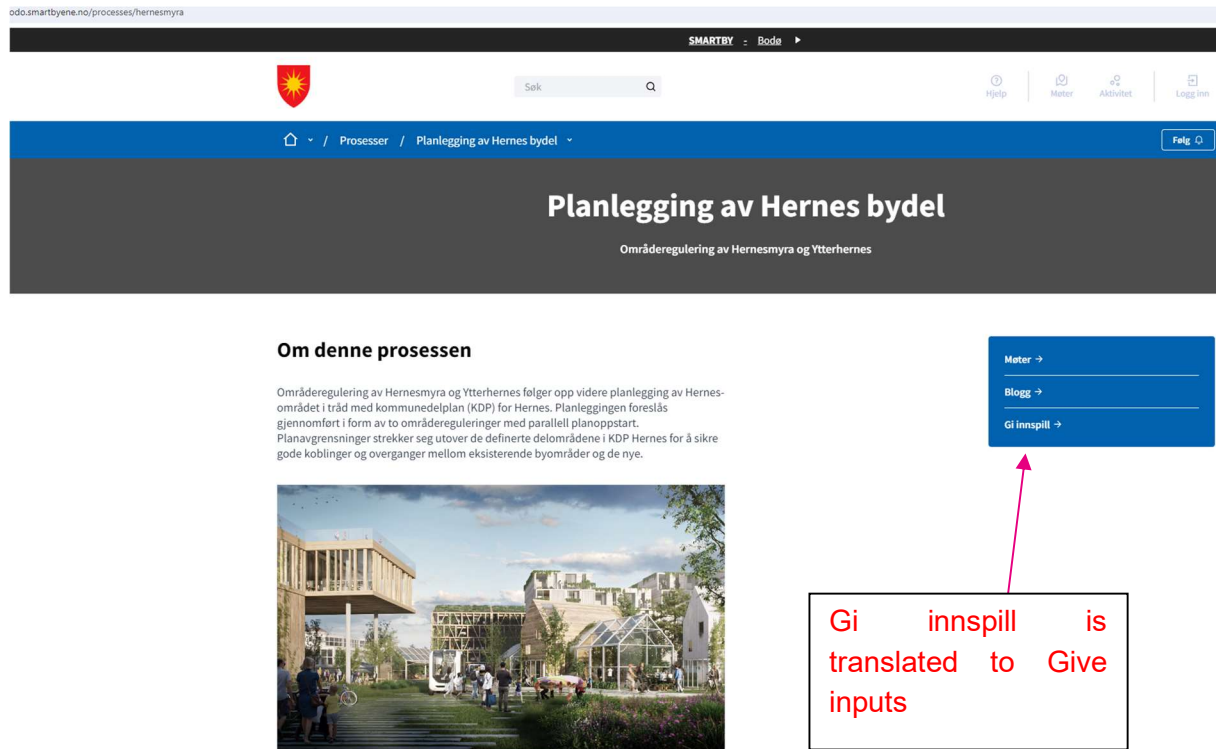 odo.smartbyene.no/processes/hernesmyra
SMARTBY - Bodø
Søk
Hjelp
Møter
Aktivitet
Logg inn
/ Prosesser / Planlegging av Hernes bydel
Følg
Planlegging av Hernes bydel
Områderegulering av Hernesmyra og Ytterhernes
Om denne prosessen
Områderegulering av Hernesmyra og Ytterhernes følger opp videre planlegging av Hernes-
området i tråd med kommunedelplan (KDP) for Hernes. Planleggingen foreslås
gjennomført i form av to områdereguleringer med parallell planoppstart.
Planavgrensninger strekker seg utover de definerte delområdene i KDP Hernes for å sikre
gode koblinger og overganger mellom eksisterende byområder og de nye.
Møter →
Blogg →
Gi innspill →
Gi innspill is
translated to Give
inputs